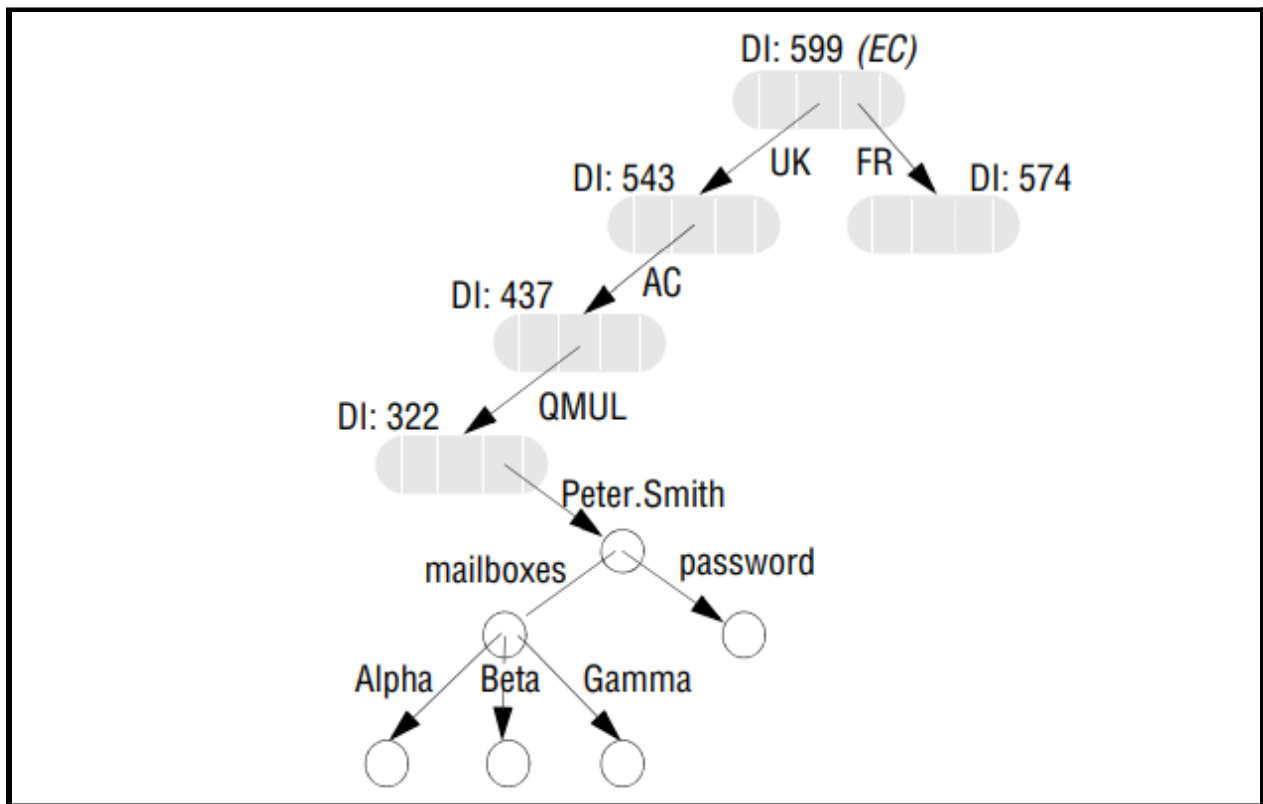 DI: 599 (EC)
UK FR
DI: 543 DI: 574
AC
DI: 437
QMUL
DI: 322
Peter.Smith
mailboxes password
Alpha Beta Gamma